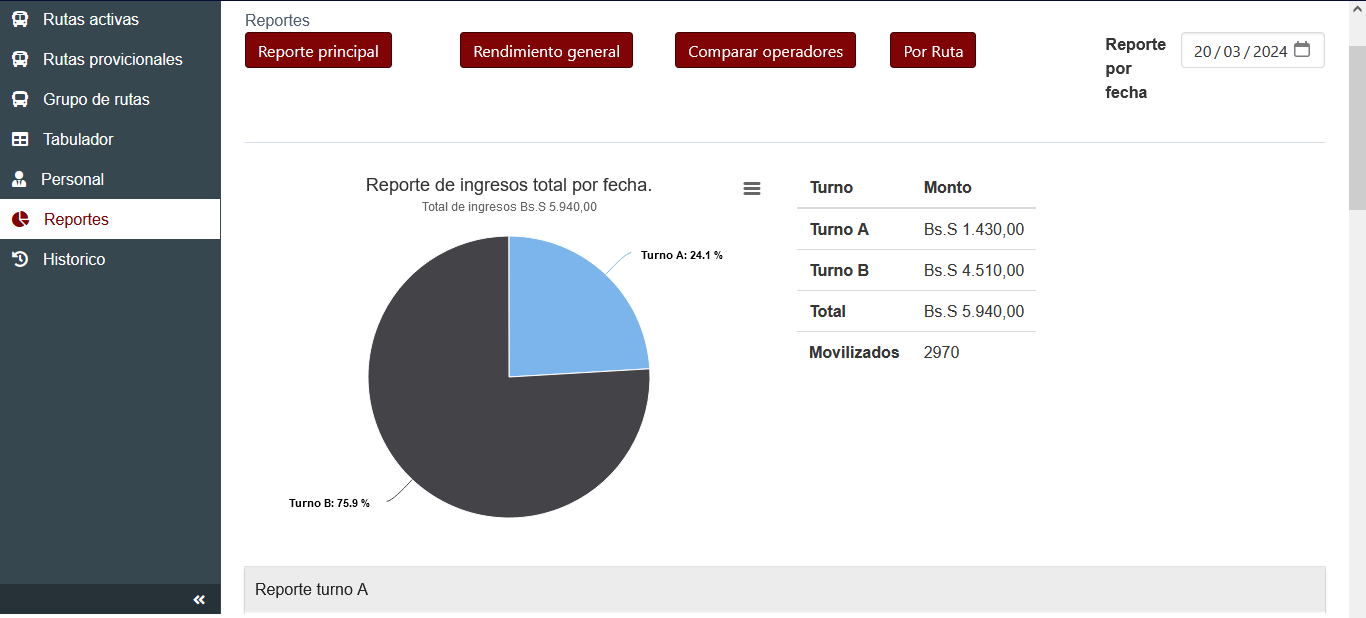 Rutas activas
Rutas provicionales
Grupo de rutas
Tabulador
Personal
Reportes
Historico
«
Reportes
Reporte principal
Rendimiento general
Comparar operadores
Por Ruta
Reporte
por
fecha
20/03/2024
Reporte de ingresos total por fecha.
Total de ingresos Bs.S 5.940,00
Turno A: 24.1 %
Turno B: 75.9 %
Turno Monto
Turno A Bs.S 1.430,00
Turno B Bs.S 4.510,00
Total Bs.S 5.940,00
Movilizados 2970
Reporte turno A